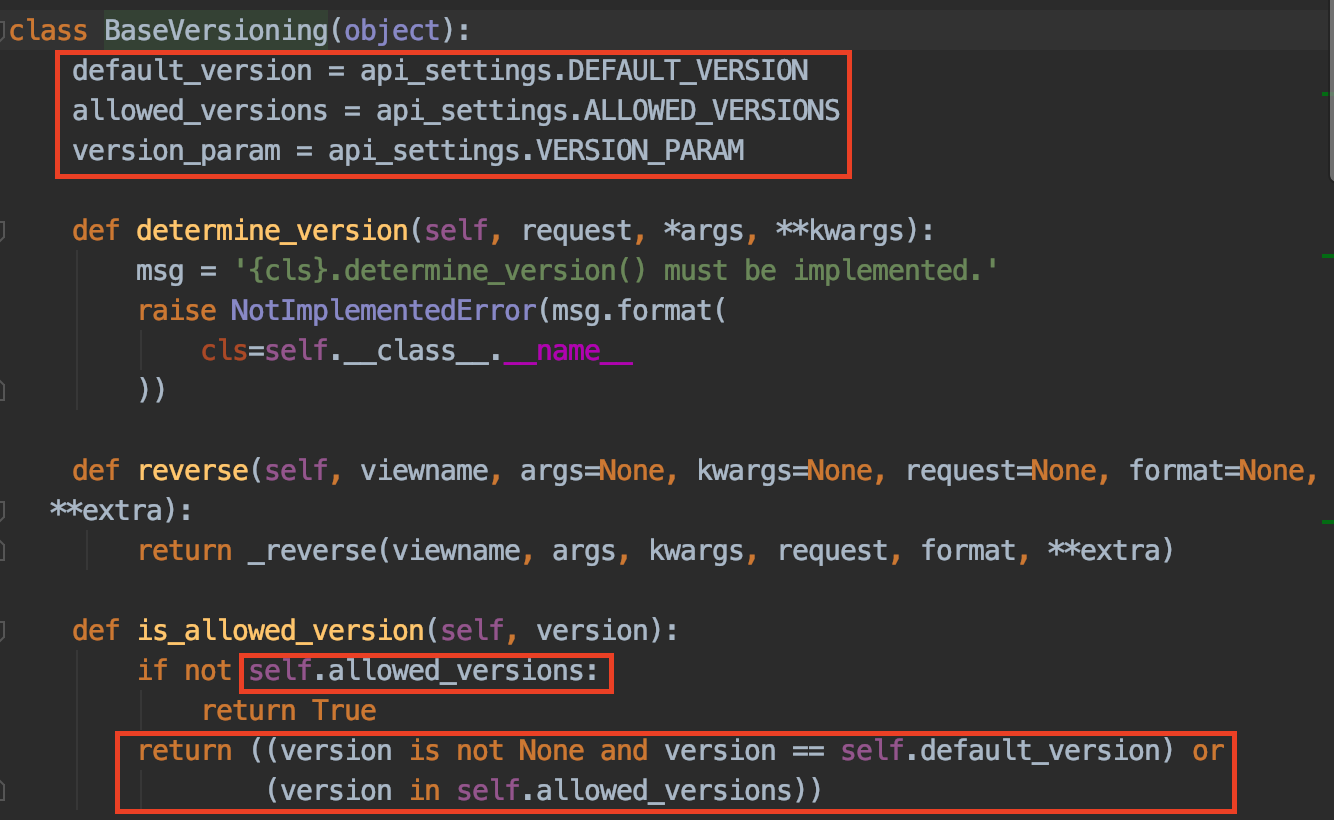 class BaseVersioning(object):
    default_version = api_settings.DEFAULT_VERSION
    allowed_versions = api_settings.ALLOWED_VERSIONS
    version_param = api_settings.VERSION_PARAM
    def determine_version(self, request, *args, **kwargs):
        msg = '{cls}.determine_version() must be implemented.'
        raise NotImplementedError(msg.format(
            cls=self.__class__.__name__
        ))
    def reverse(self, viewname, args=None, kwargs=None, request=None, format=None,
   **extra):
        return _reverse(viewname, args, kwargs, request, format, **extra)
    def is_allowed_version(self, version):
        if not self.allowed_versions:
            return True
        return ((version is not None and version == self.default_version) or
                (version in self.allowed_versions))